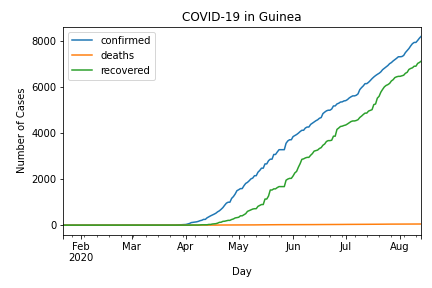 COVID-19 in Guinea
confirmed
deaths
recovered
Number of Cases
8000
6000
4000
2000
0
Feb Mar Apr May Jun Jul Aug
2020
Day